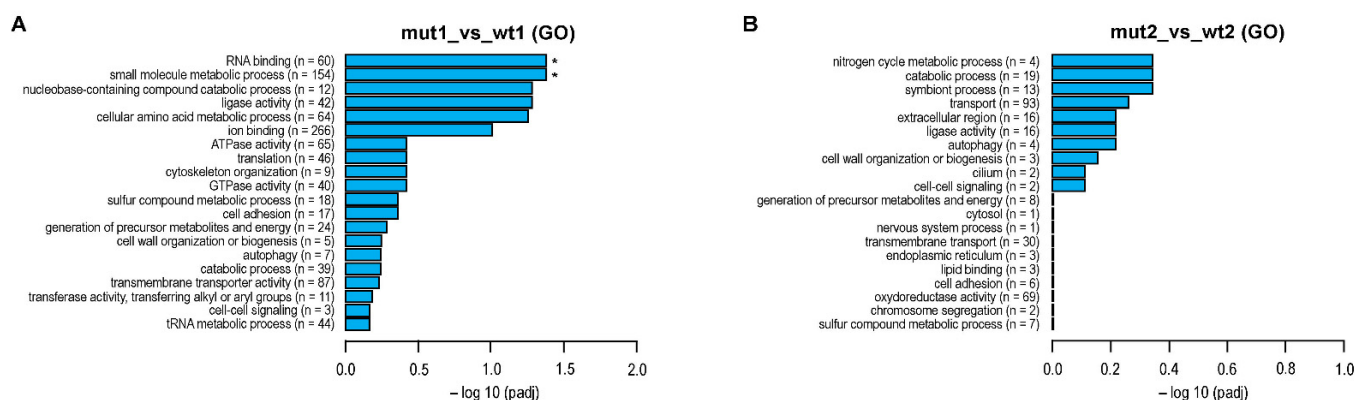 A
mut1_vs_wt1 (GO)
RNA binding (n = 60)
*
small molecule metabolic process (n = 154)
*
nucleobase-containing compound catabolic process (n = 12)
ligase activity (n = 42)
cellular amino acid metabolic process (n = 64)
ion binding (n = 266)
ATPase activity (n = 65)
translation (n = 46)
cytoskeleton organization (n = 9)
GTPase activity (n = 40)
sulfur compound metabolic process (n = 18)
cell adhesion (n = 17)
generation of precursor metabolites and energy (n = 24)
cell wall organization or biogenesis (n = 5)
autophagy (n = 7)
catabolic process (n = 39)
transmembrane transporter activity (n = 87)
transferase activity, transferring alkyl or aryl groups (n = 11)
cell-cell signaling (n = 3)
tRNA metabolic process (n = 44)
0.0 0.5 1.0 1.5 2.0
– log 10 (padj)
B
mut2_vs_wt2 (GO)
nitrogen cycle metabolic process (n = 4)
catabolic process (n = 19)
symbiont process (n = 13)
transport (n = 93)
extracellular region (n = 16)
ligase activity (n = 16)
autophagy (n = 4)
cell wall organization or biogenesis (n = 3)
cilium (n = 2)
cell-cell signaling (n = 2)
generation of precursor metabolites and energy (n = 8)
cytosol (n = 1)
nervous system process (n = 1)
transmembrane transport (n = 30)
endoplasmic reticulum (n = 3)
lipid binding (n = 3)
cell adhesion (n = 6)
oxydoreductase activity (n = 69)
chromosome segregation (n = 2)
sulfur compound metabolic process (n = 7)
0.0 0.2 0.4 0.6 0.8 1.0
– log 10 (padj)